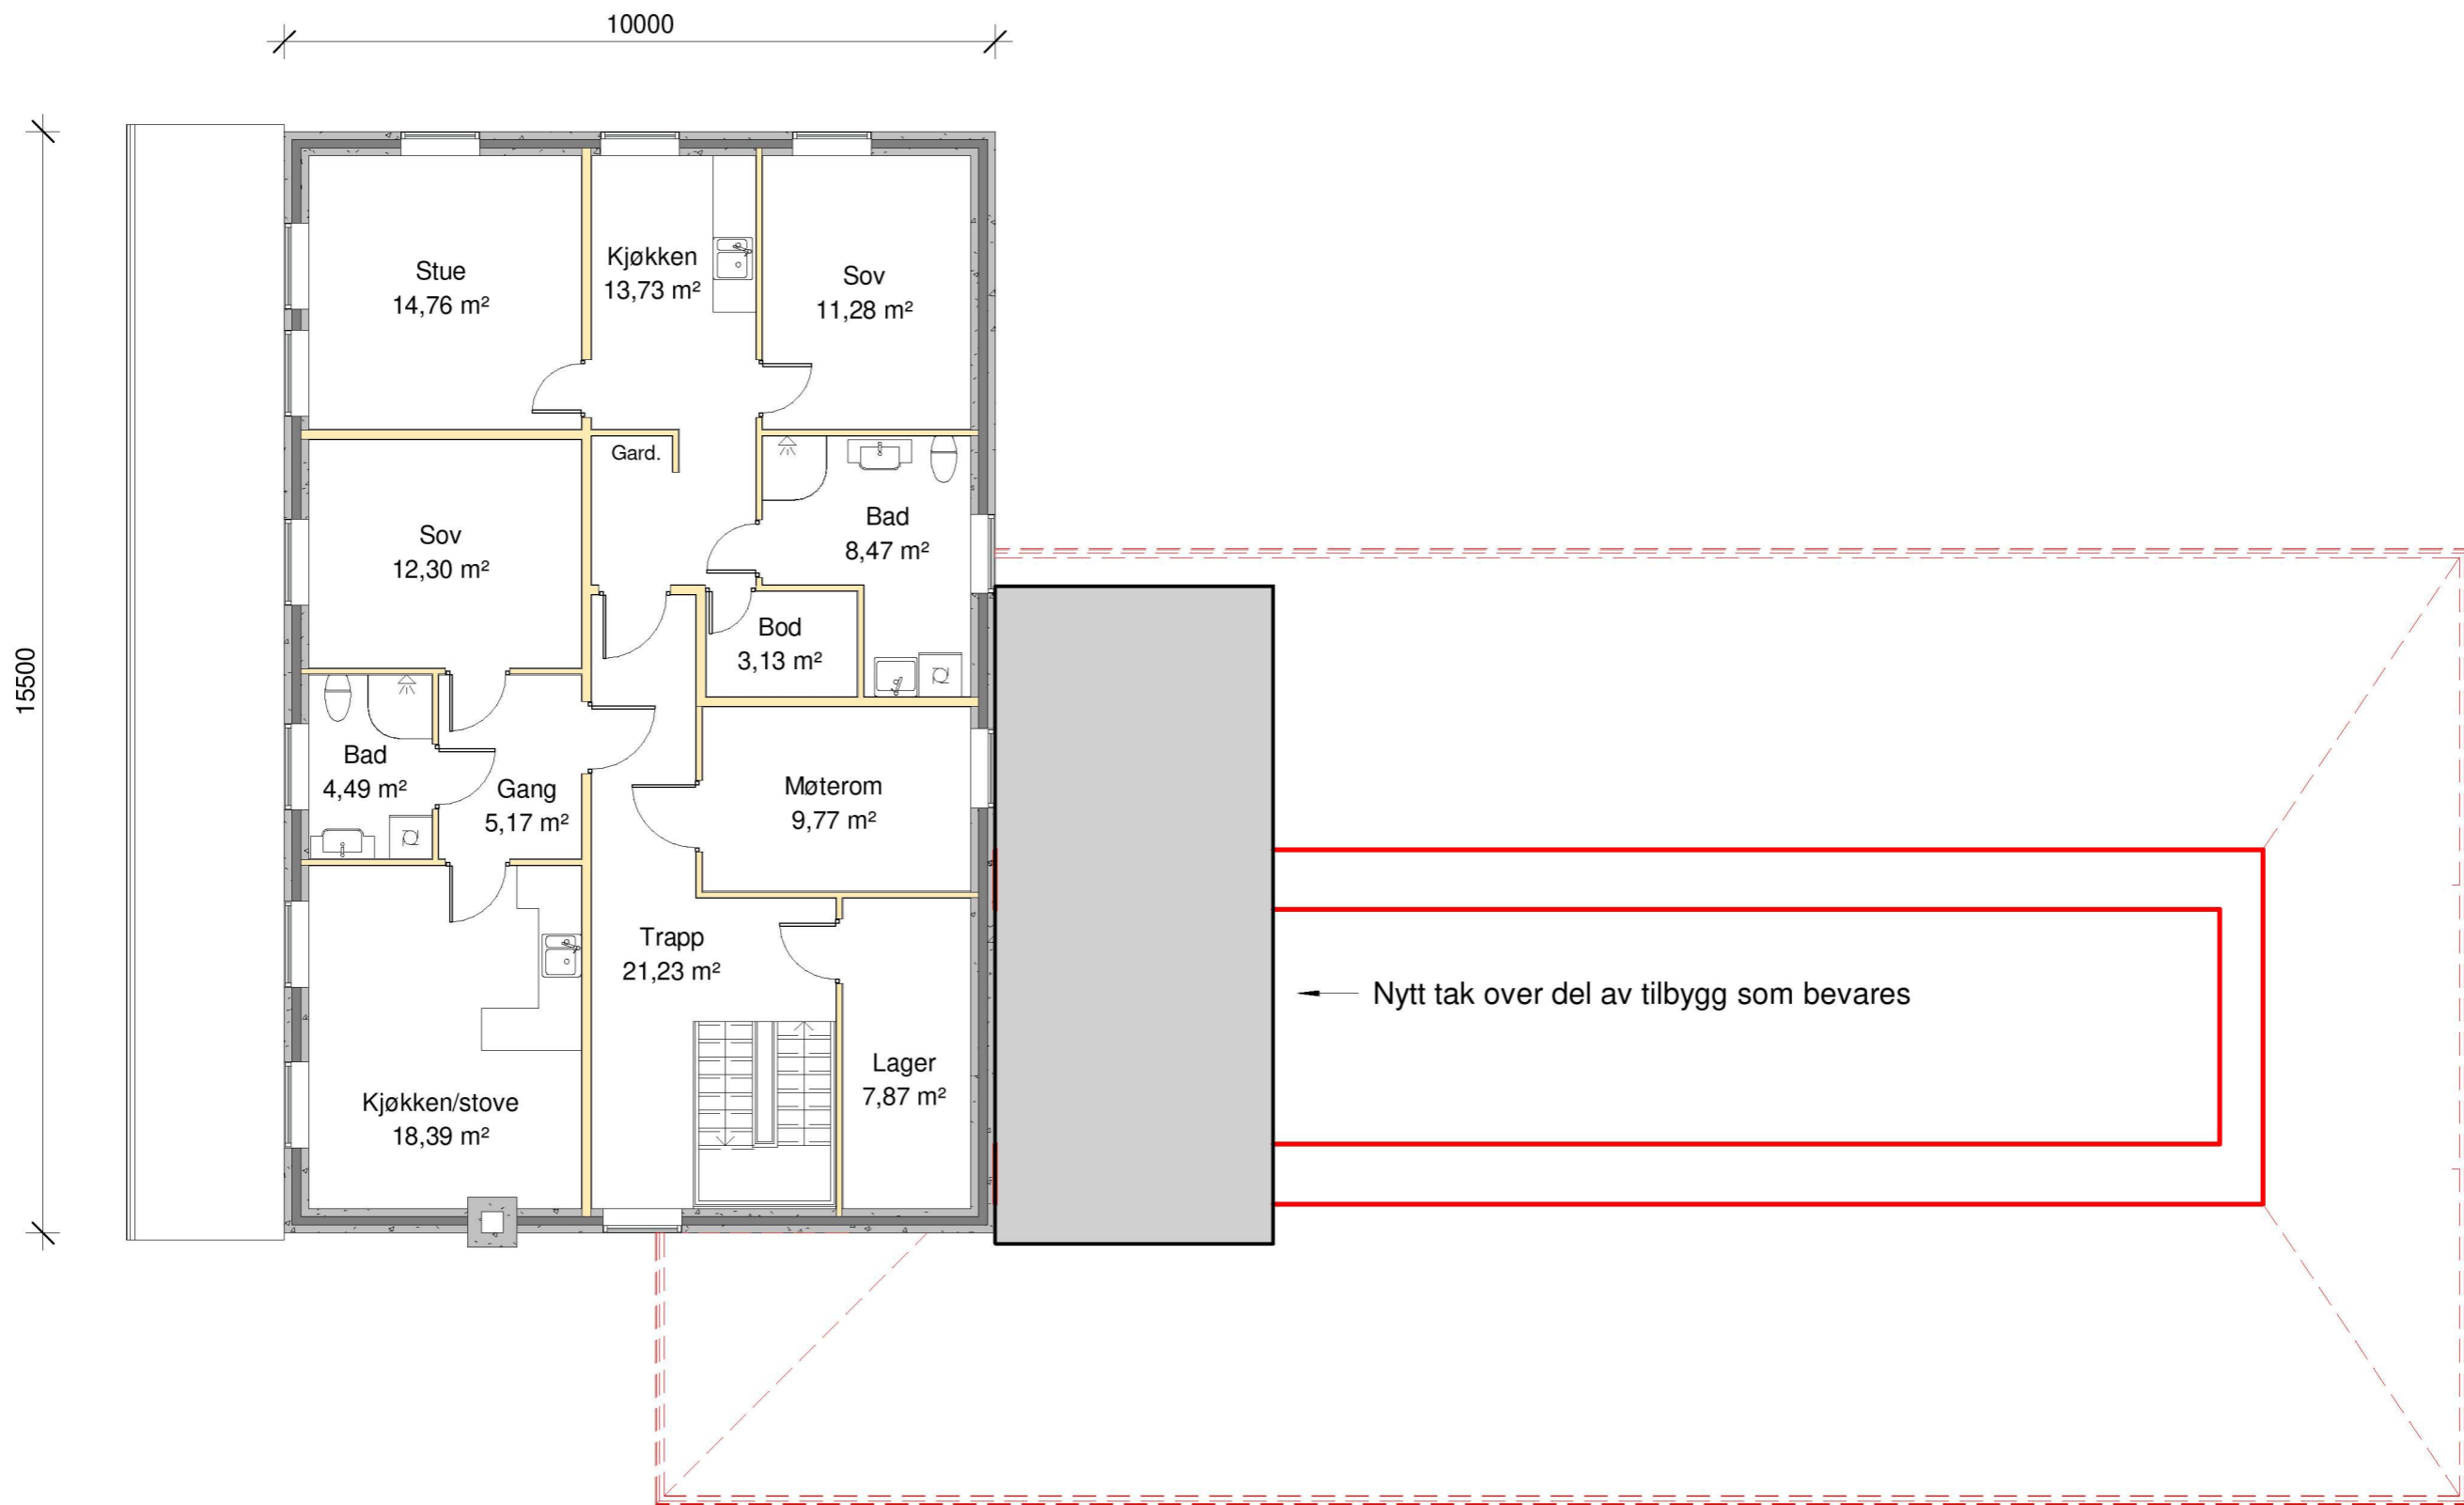 10000
15500
Stue
14,76 m²
Kjøkken
13,73 m²
Sov
11,28 m²
Gard.
Sov
12,30 m²
Bad
8,47 m²
Bod
3,13 m²
Bad
4,49 m²
Gang
5,17 m²
Møterom
9,77 m²
Trapp
21,23 m²
Lager
7,87 m²
Kjøkken/stove
18,39 m²
Nytt tak over del av tilbygg som bevares